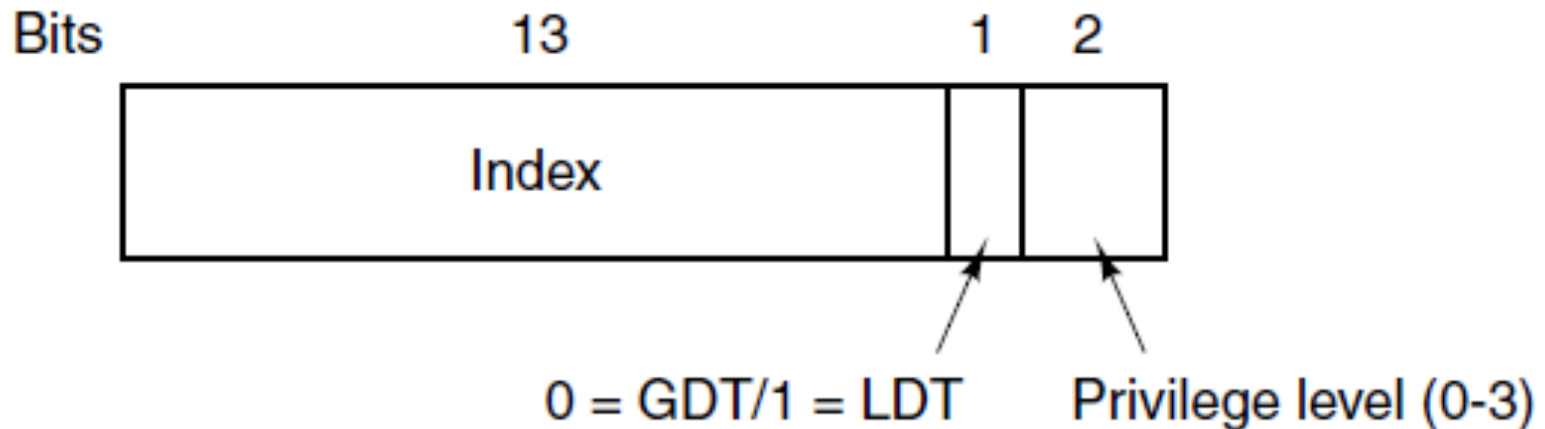 Bits 13 1 2
Index
0 = GDT/1 = LDT Privilege level (0-3)